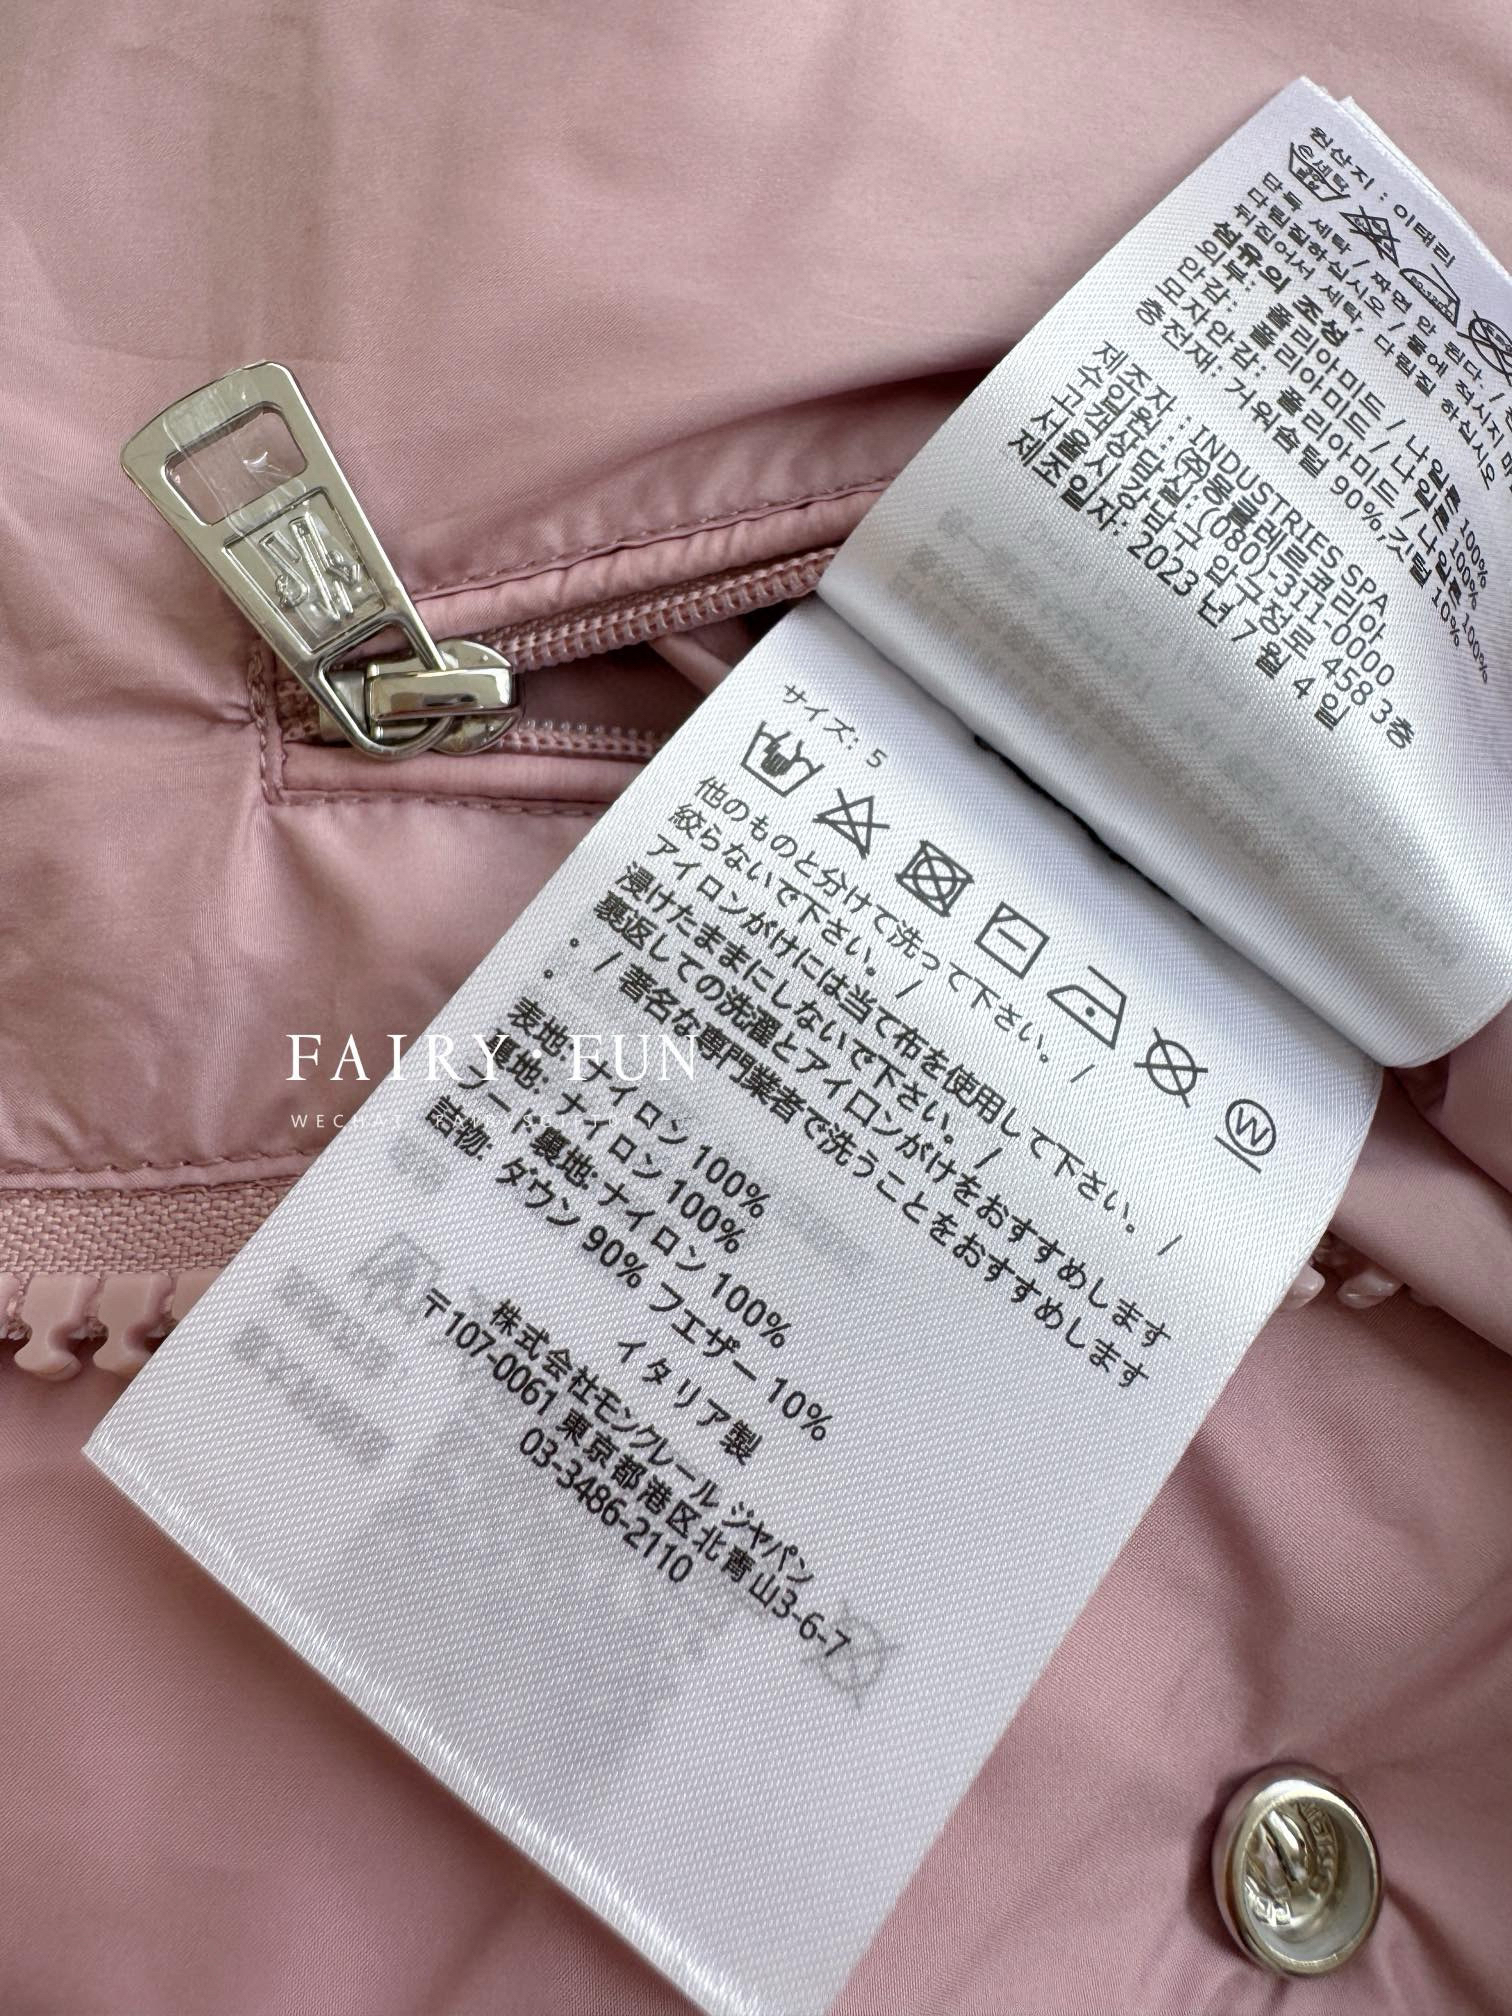 원산지 : 이태리
단독 세탁 / 짜면 안 된다. /
다림질하십시오 / 물에 적시지
뒤집어서 세탁, 다림질 하십시오
섬유의 조성
외부: 폴리아미드 / 나일론 100%
안감: 폴리아미드 / 나일론 100%
모자안감: 폴리아미드 / 나일론 100%
충전재: 거위솜털 90%,깃털 10%
제조자 : INDUSTRIES SPA
수입원 : ㈜몽클레르코리아
고객상담실: (080)-311-0000
서울시강남구 압구정로 458 3층
제조일자: 2023 년 7월 4 일
サイズ: 5
W
他のものと分けて洗って下さい。 /
絞らないで下さい。 /
アイロンがけには当て布を使用して下さい。 /
浸けたままにしないで下さい。 /
裏返しての洗濯とアイロンがけをおすすめします
。 / 著名な専門業者で洗うことをおすすめします
。
表地: ナイロン 100%
裏地: ナイロン 100%
フード裏地: ナイロン 100%
詰物: ダウン 90% フエザー 10%
イタリア製
株式会社モンクレール ジャパン
〒107-0061 東京都港区北青山3-6-7
03-3486-2110
FAIRY·FUN
WECHAT